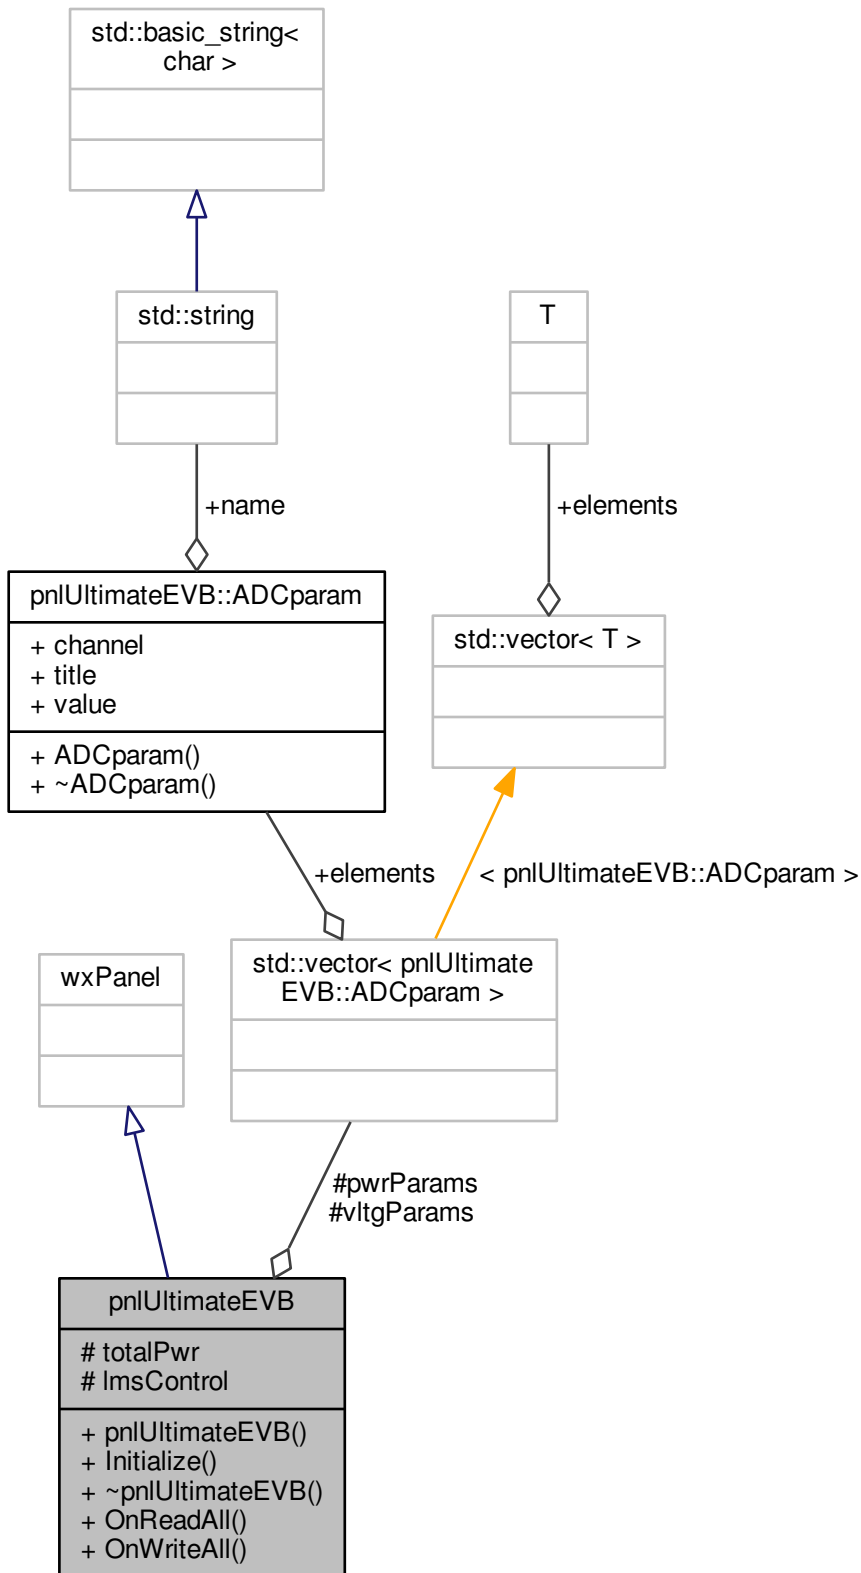 std::basic_string<
char >
std::string
T
+name
+elements
pnlUltimateEVB::ADCparam
+ channel
+ title
+ value
+ ADCparam()
+ ~ADCparam()
std::vector< T >
+elements
< pnlUltimateEVB::ADCparam >
wxPanel
std::vector< pnlUltimate
EVB::ADCparam >
#pwrParams
#vltgParams
pnlUltimateEVB
# totalPwr
# lmsControl
+ pnlUltimateEVB()
+ Initialize()
+ ~pnlUltimateEVB()
+ OnReadAll()
+ OnWriteAll()